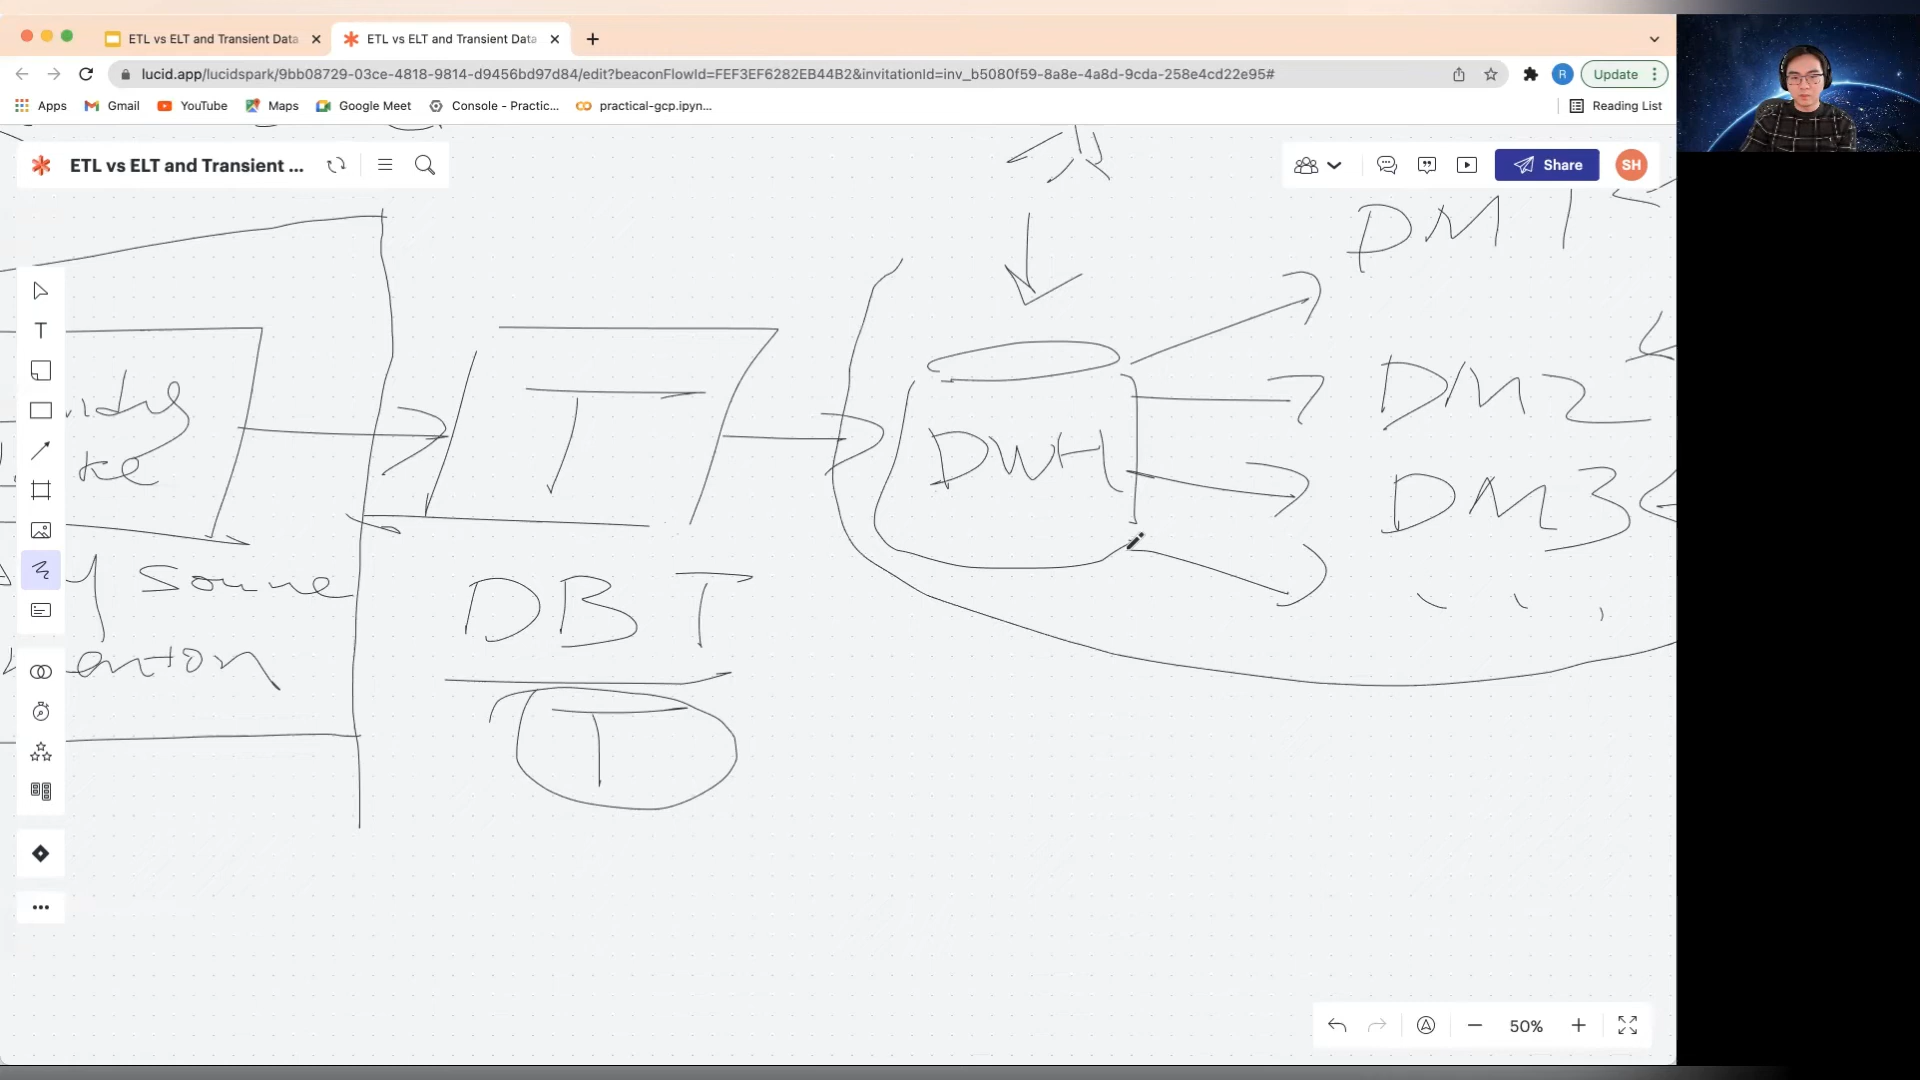 ETL vs ELT and Transient Data
ETL vs ELT and Transient Data
lucid.app/lucidspark/9bb08729-03ce-4818-9814-d9456bd97d84/edit?beaconFlowId=FEF3EF6282EB44B2&invitationId=inv_b5080f59-8a8e-4a8d-9cda-258e4cd22e95#
R
Update
Apps
Gmail
YouTube
Maps
Google Meet
Console - Practic...
practical-gcp.ipyn...
Reading List
ETL vs ELT and Transient ...
Share
SH
T
DM 1
T
DWH
DM2
DM3
source
DBT
T
50%